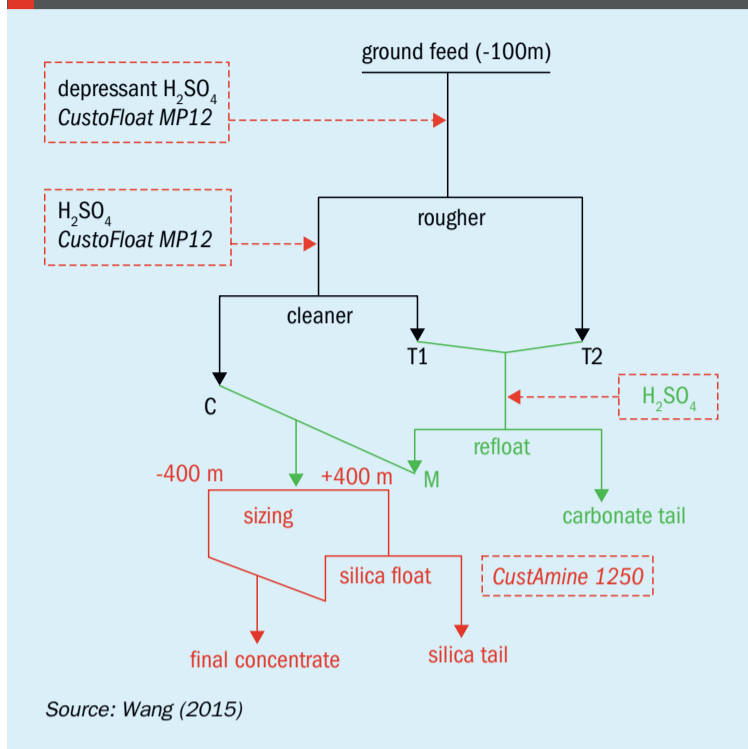 ground feed (-100m)
depressant H₂SO₄
CustoFloat MP12
H₂SO₄
CustoFloat MP12
rougher
cleaner
T1
T2
C
H₂SO₄
refloat
M
-400 m
+400 m
sizing
carbonate tail
silica float
CustAmine 1250
final concentrate
silica tail
Source: Wang (2015)